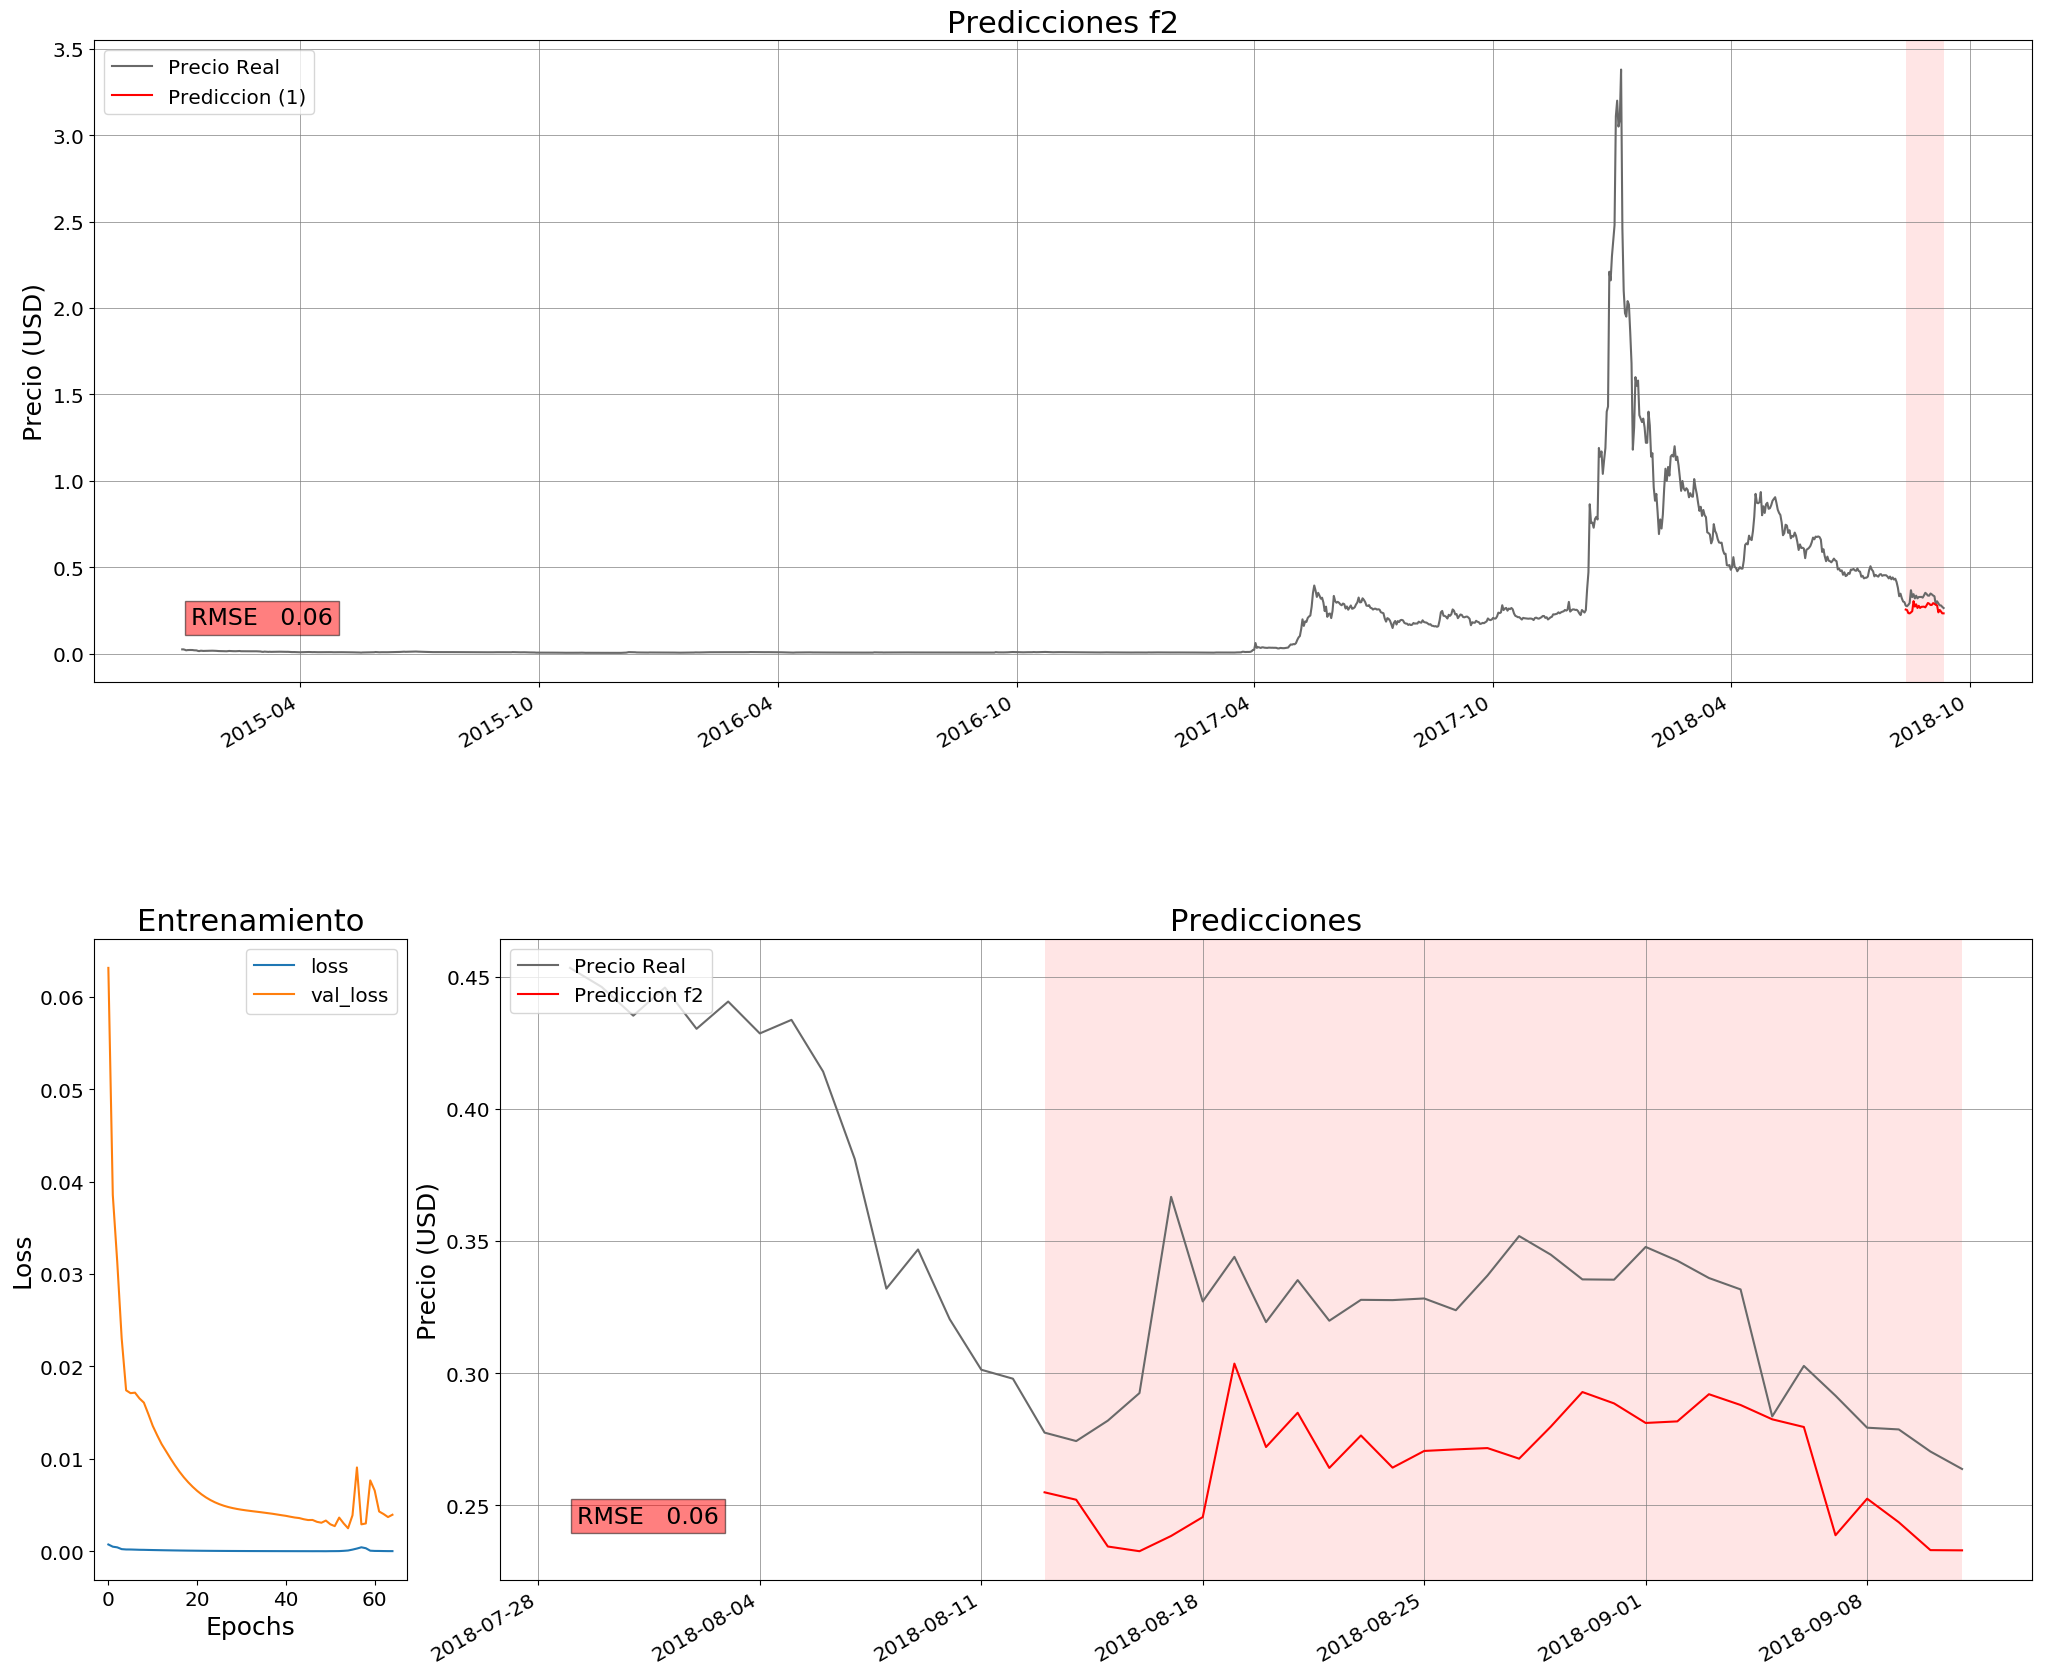 Predicciones f2
Precio Real
Prediccion (1)
Precio (USD)
3.5
3.0
2.5
2.0
1.5
1.0
0.5
0.0
RMSE 0.06
2015-04
2015-10
2016-04
2016-10
2017-04
2017-10
2018-04
2018-10
Entrenamiento
loss
val_loss
Loss
0.06
0.05
0.04
0.03
0.02
0.01
0.00
0
20
40
60
Epochs
Predicciones
Precio Real
Prediccion f2
Precio (USD)
0.45
0.40
0.35
0.30
0.25
RMSE 0.06
2018-07-28
2018-08-04
2018-08-11
2018-08-18
2018-08-25
2018-09-01
2018-09-08